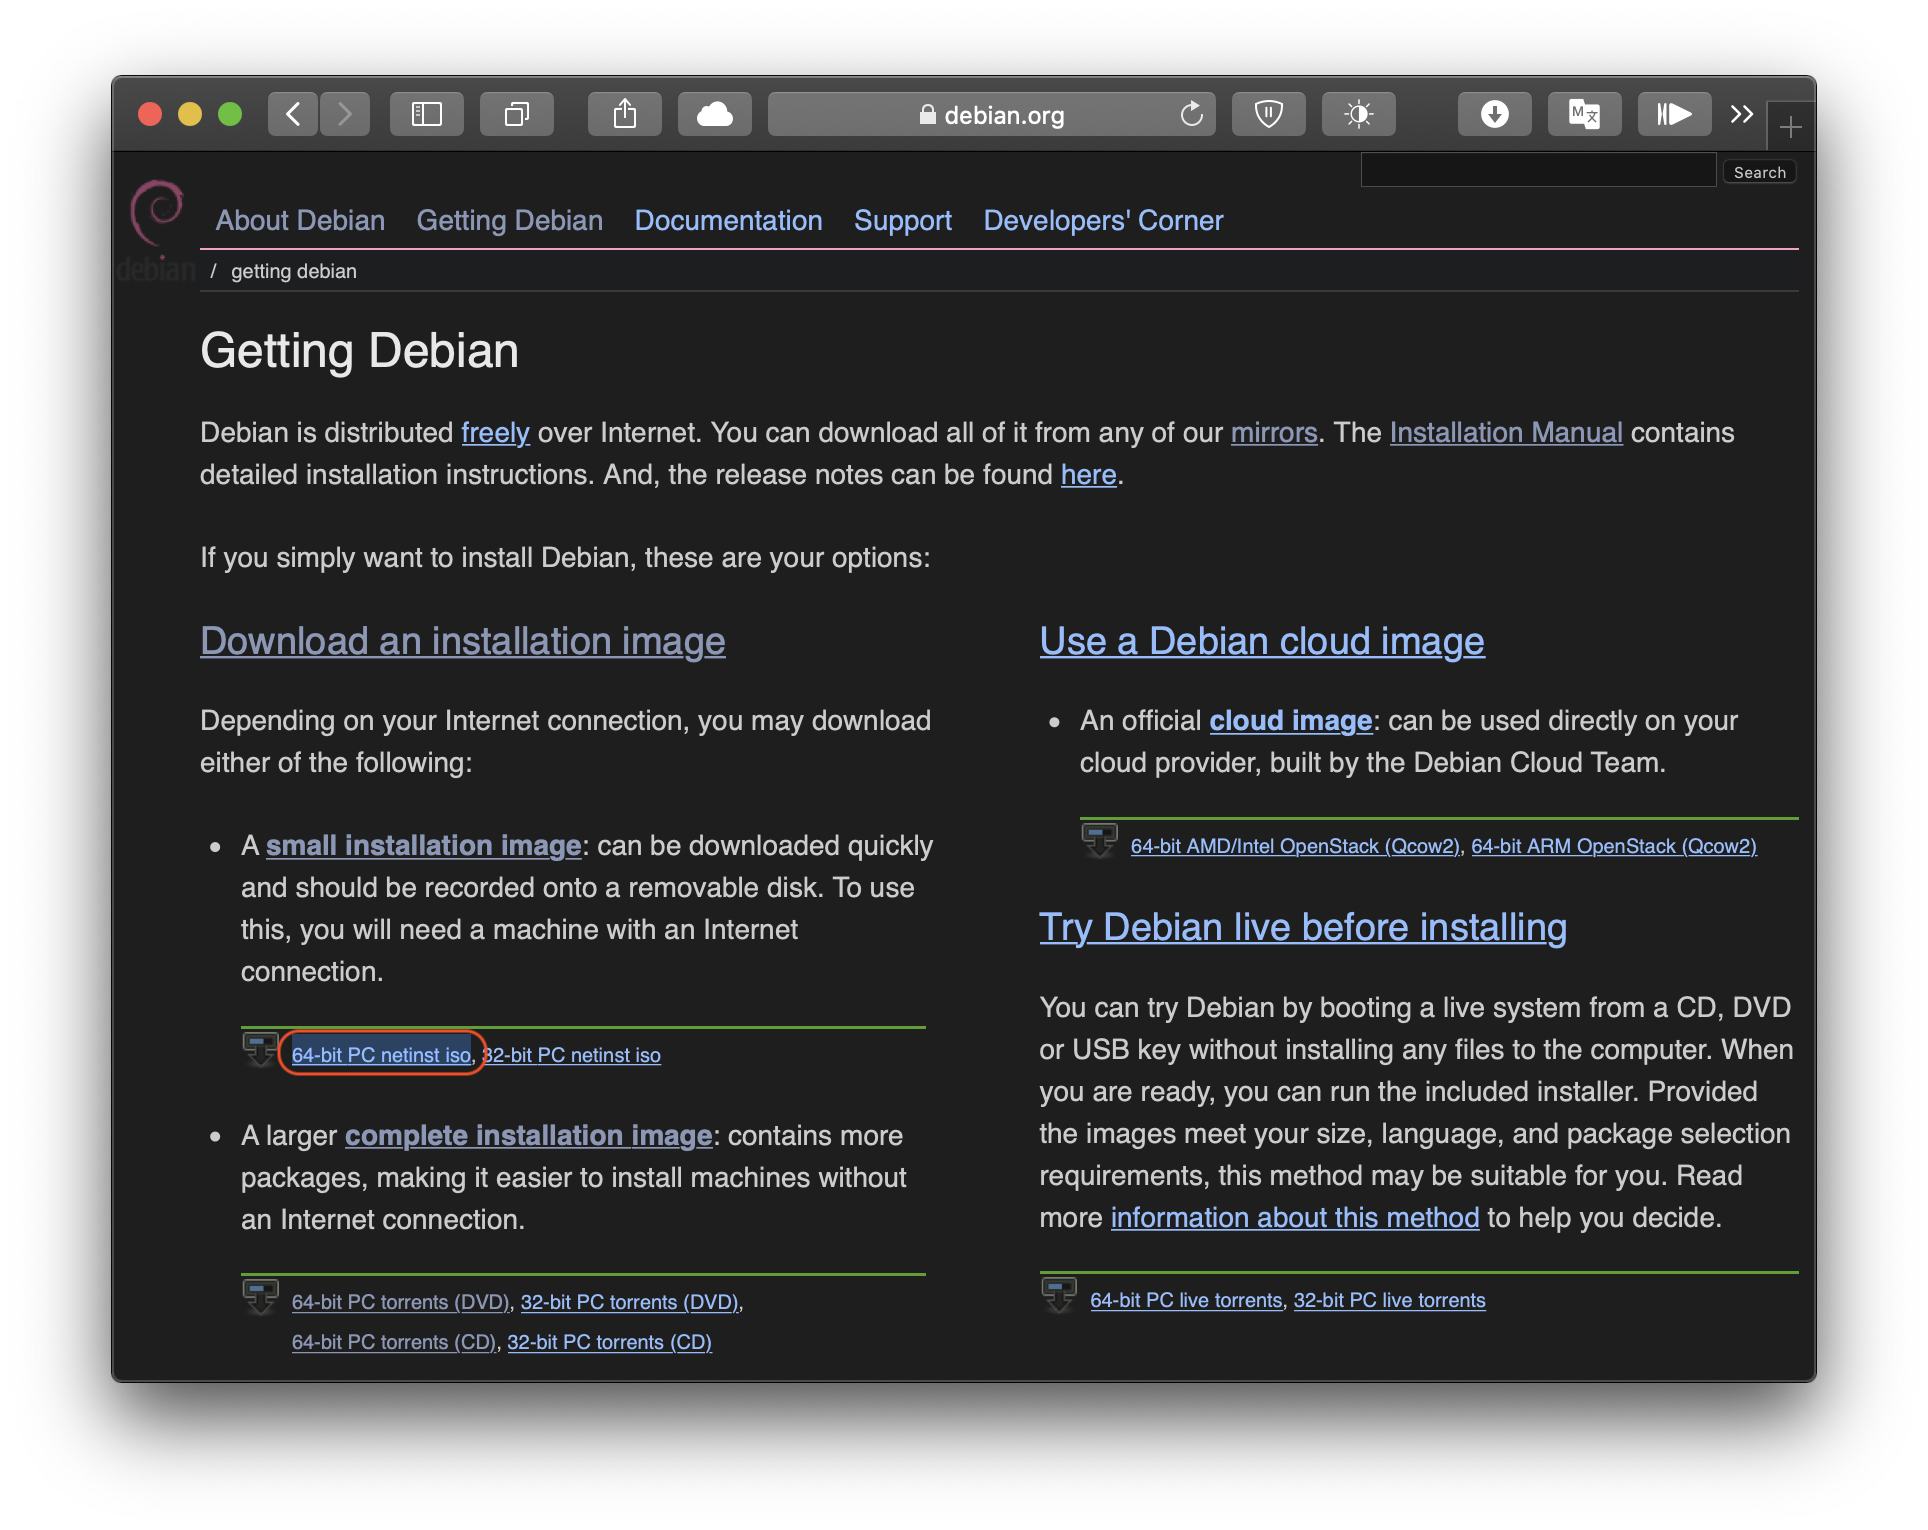 debian.org
Search
About Debian Getting Debian Documentation Support Developers' Corner
debian / getting debian
Getting Debian
Debian is distributed freely over Internet. You can download all of it from any of our mirrors. The Installation Manual contains
detailed installation instructions. And, the release notes can be found here.
If you simply want to install Debian, these are your options:
Download an installation image
Depending on your Internet connection, you may download
either of the following:
• A small installation image: can be downloaded quickly
and should be recorded onto a removable disk. To use
this, you will need a machine with an Internet
connection.
64-bit PC netinst iso, 32-bit PC netinst iso
• A larger complete installation image: contains more
packages, making it easier to install machines without
an Internet connection.
64-bit PC torrents (DVD), 32-bit PC torrents (DVD),
64-bit PC torrents (CD), 32-bit PC torrents (CD)
Use a Debian cloud image
• An official cloud image: can be used directly on your
cloud provider, built by the Debian Cloud Team.
64-bit AMD/Intel OpenStack (Qcow2), 64-bit ARM OpenStack (Qcow2)
Try Debian live before installing
You can try Debian by booting a live system from a CD, DVD
or USB key without installing any files to the computer. When
you are ready, you can run the included installer. Provided
the images meet your size, language, and package selection
requirements, this method may be suitable for you. Read
more information about this method to help you decide.
64-bit PC live torrents, 32-bit PC live torrents